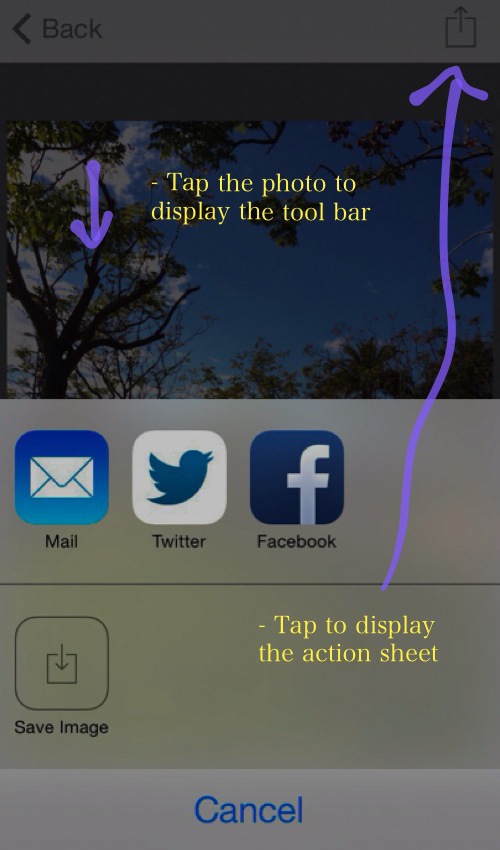 Back
- Tap the photo to
display the tool bar
Mail
Twitter
Facebook
- Tap to display
the action sheet
Save Image
Cancel